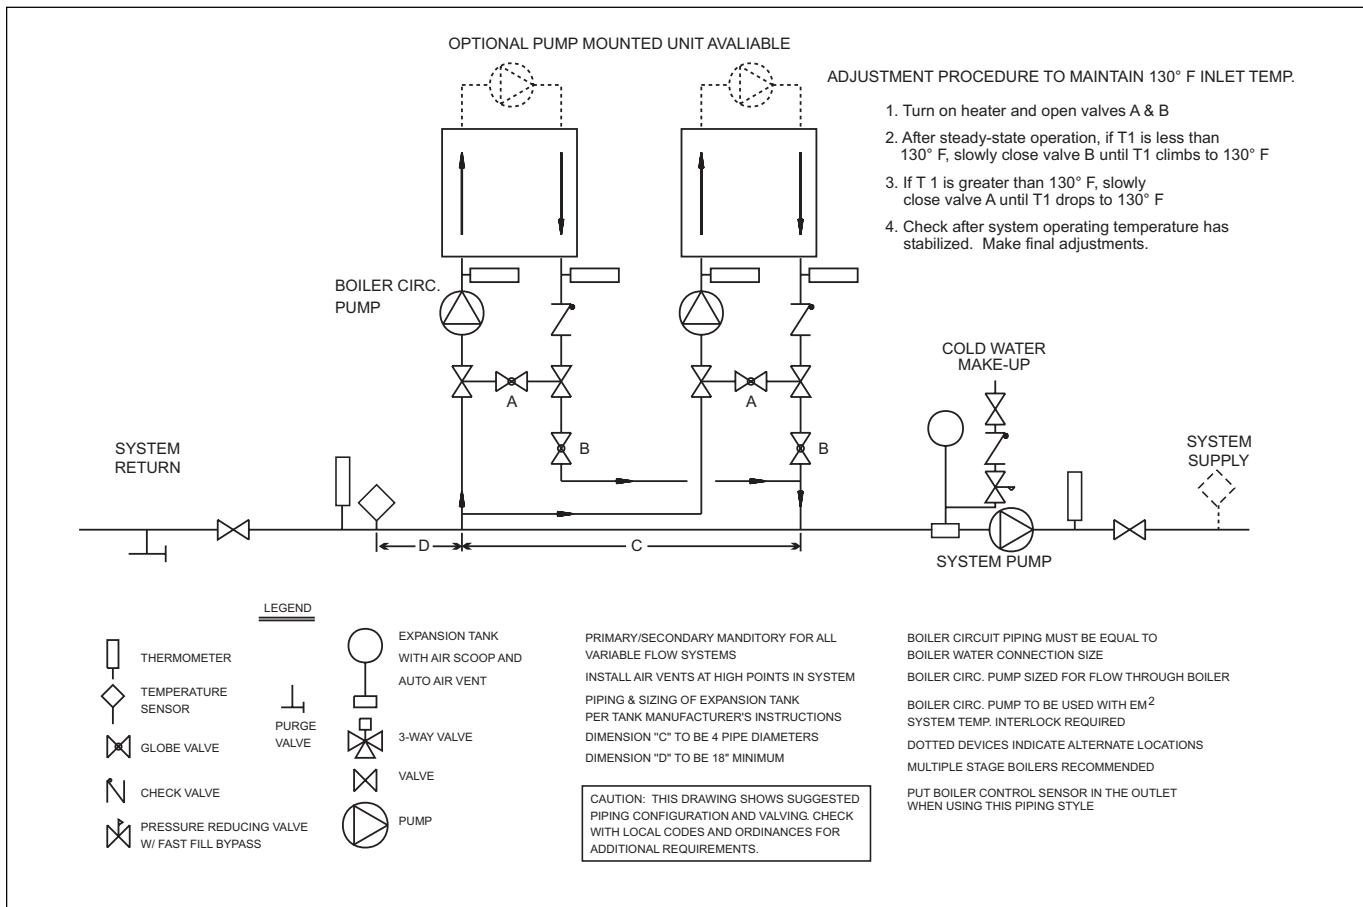 OPTIONAL PUMP MOUNTED UNIT AVALIABLE
ADJUSTMENT PROCEDURE TO MAINTAIN 130° F INLET TEMP.
1. Turn on heater and open valves A & B
2. After steady-state operation, if T1 is less than
130° F, slowly close valve B until T1 climbs to 130° F
3. If T 1 is greater than 130° F, slowly
close valve A until T1 drops to 130° F
4. Check after system operating temperature has
stabilized. Make final adjustments.
BOILER CIRC.
PUMP
A
A
B
B
COLD WATER
MAKE-UP
SYSTEM
RETURN
SYSTEM
SUPPLY
D
C
SYSTEM PUMP
LEGEND
THERMOMETER
TEMPERATURE
SENSOR
GLOBE VALVE
CHECK VALVE
PRESSURE REDUCING VALVE
W/ FAST FILL BYPASS
PURGE
VALVE
EXPANSION TANK
WITH AIR SCOOP AND
AUTO AIR VENT
3-WAY VALVE
VALVE
PUMP
PRIMARY/SECONDARY MANDITORY FOR ALL
VARIABLE FLOW SYSTEMS
INSTALL AIR VENTS AT HIGH POINTS IN SYSTEM
PIPING & SIZING OF EXPANSION TANK
PER TANK MANUFACTURER'S INSTRUCTIONS
DIMENSION "C" TO BE 4 PIPE DIAMETERS
DIMENSION "D" TO BE 18" MINIMUM
CAUTION: THIS DRAWING SHOWS SUGGESTED
PIPING CONFIGURATION AND VALVING. CHECK
WITH LOCAL CODES AND ORDINANCES FOR
ADDITIONAL REQUIREMENTS.
BOILER CIRCUIT PIPING MUST BE EQUAL TO
BOILER WATER CONNECTION SIZE
BOILER CIRC. PUMP SIZED FOR FLOW THROUGH BOILER
BOILER CIRC. PUMP TO BE USED WITH EM²
SYSTEM TEMP. INTERLOCK REQUIRED
DOTTED DEVICES INDICATE ALTERNATE LOCATIONS
MULTIPLE STAGE BOILERS RECOMMENDED
PUT BOILER CONTROL SENSOR IN THE OUTLET
WHEN USING THIS PIPING STYLE